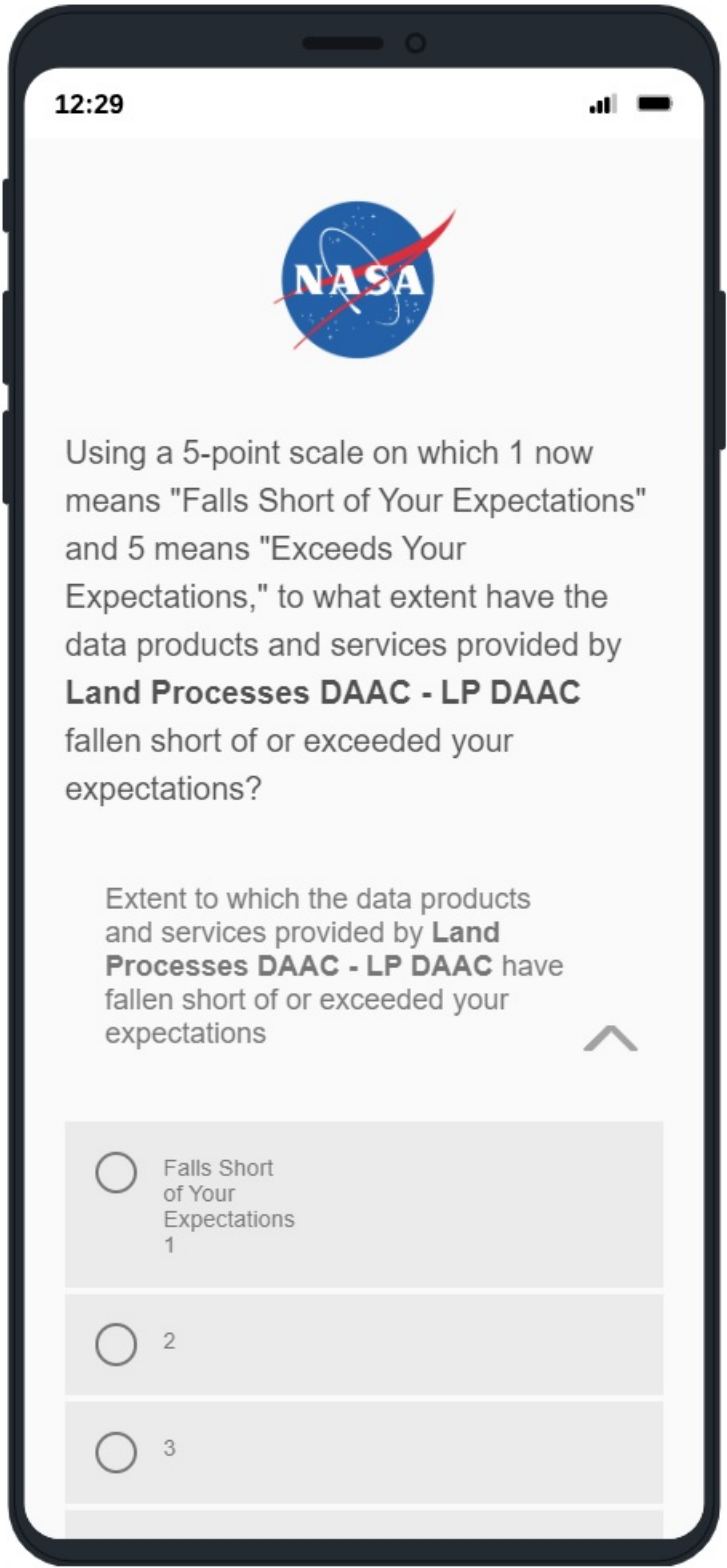 12:29
NASA
Using a 5-point scale on which 1 now
means "Falls Short of Your Expectations"
and 5 means "Exceeds Your
Expectations," to what extent have the
data products and services provided by
Land Processes DAAC - LP DAAC
fallen short of or exceeded your
expectations?
Extent to which the data products
and services provided by Land
Processes DAAC - LP DAAC have
fallen short of or exceeded your
expectations
Falls Short
of Your
Expectations
1
2
3